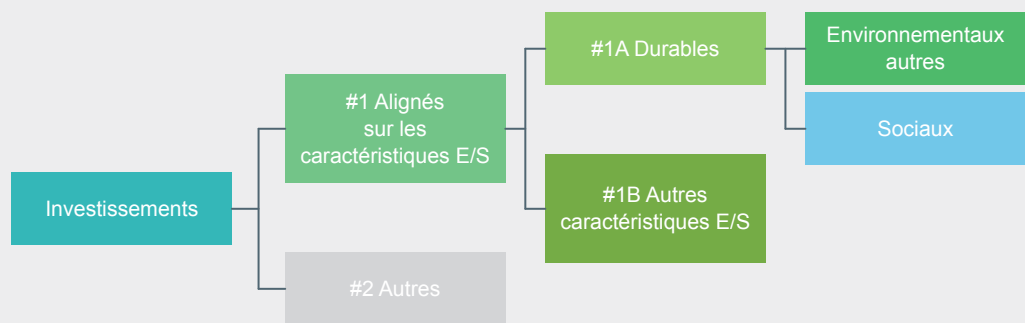 Investissements
#1 Alignés
sur les
caractéristiques E/S
#2 Autres
#1A Durables
#1B Autres
caractéristiques E/S
Environnementaux
autres
Sociaux